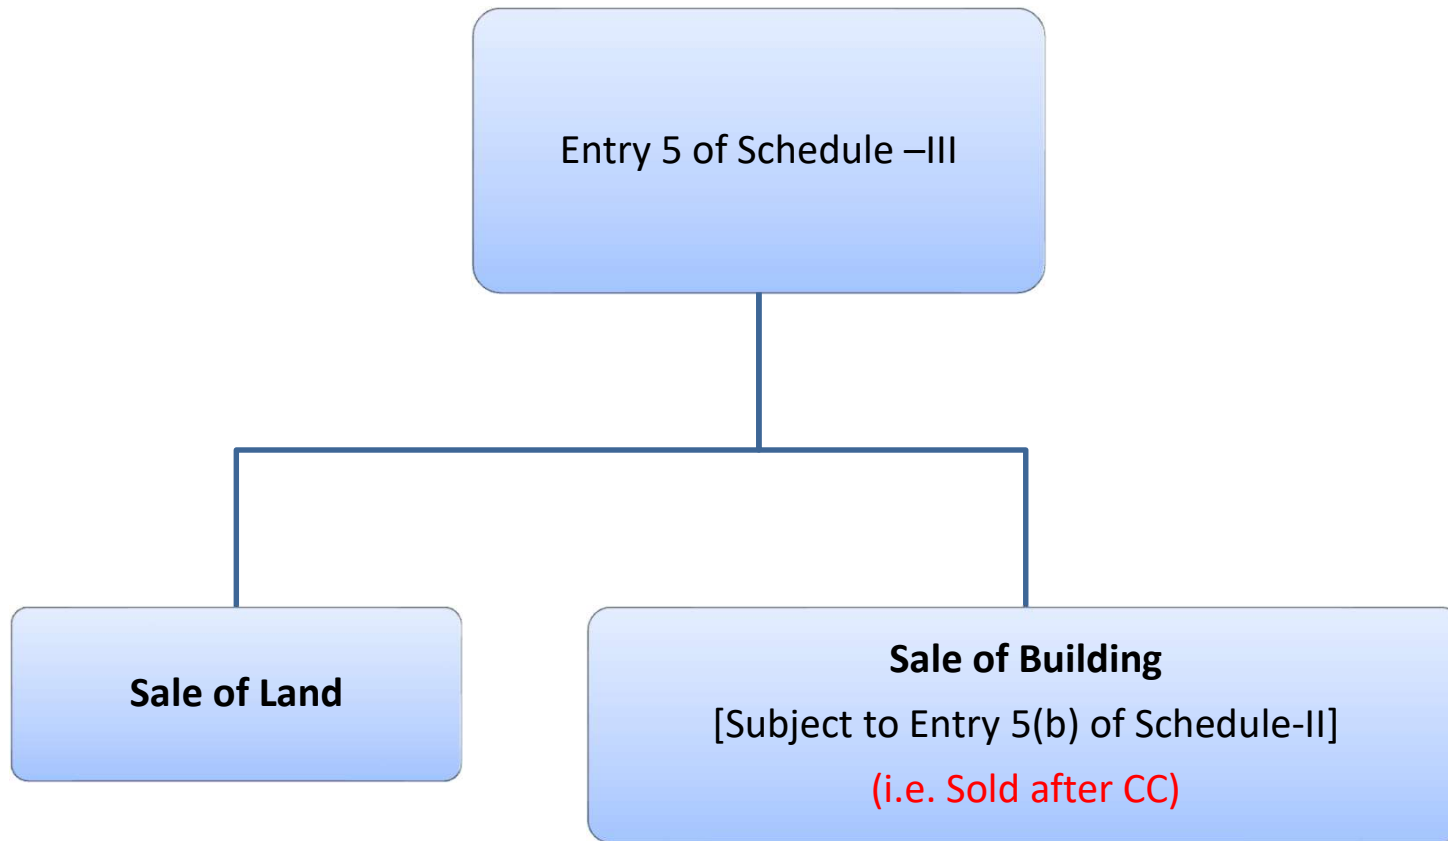 Entry 5 of Schedule –III
Sale of Land
Sale of Building
[Subject to Entry 5(b) of Schedule-II]
(i.e. Sold after CC)